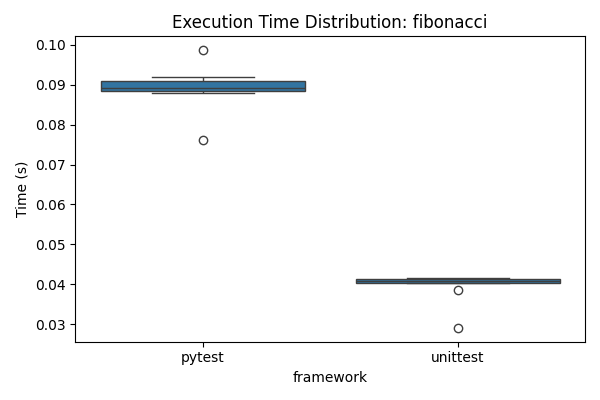 Execution Time Distribution: fibonacci
Time (s)
0.10
0.09
0.08
0.07
0.06
0.05
0.04
0.03
pytest unittest
framework